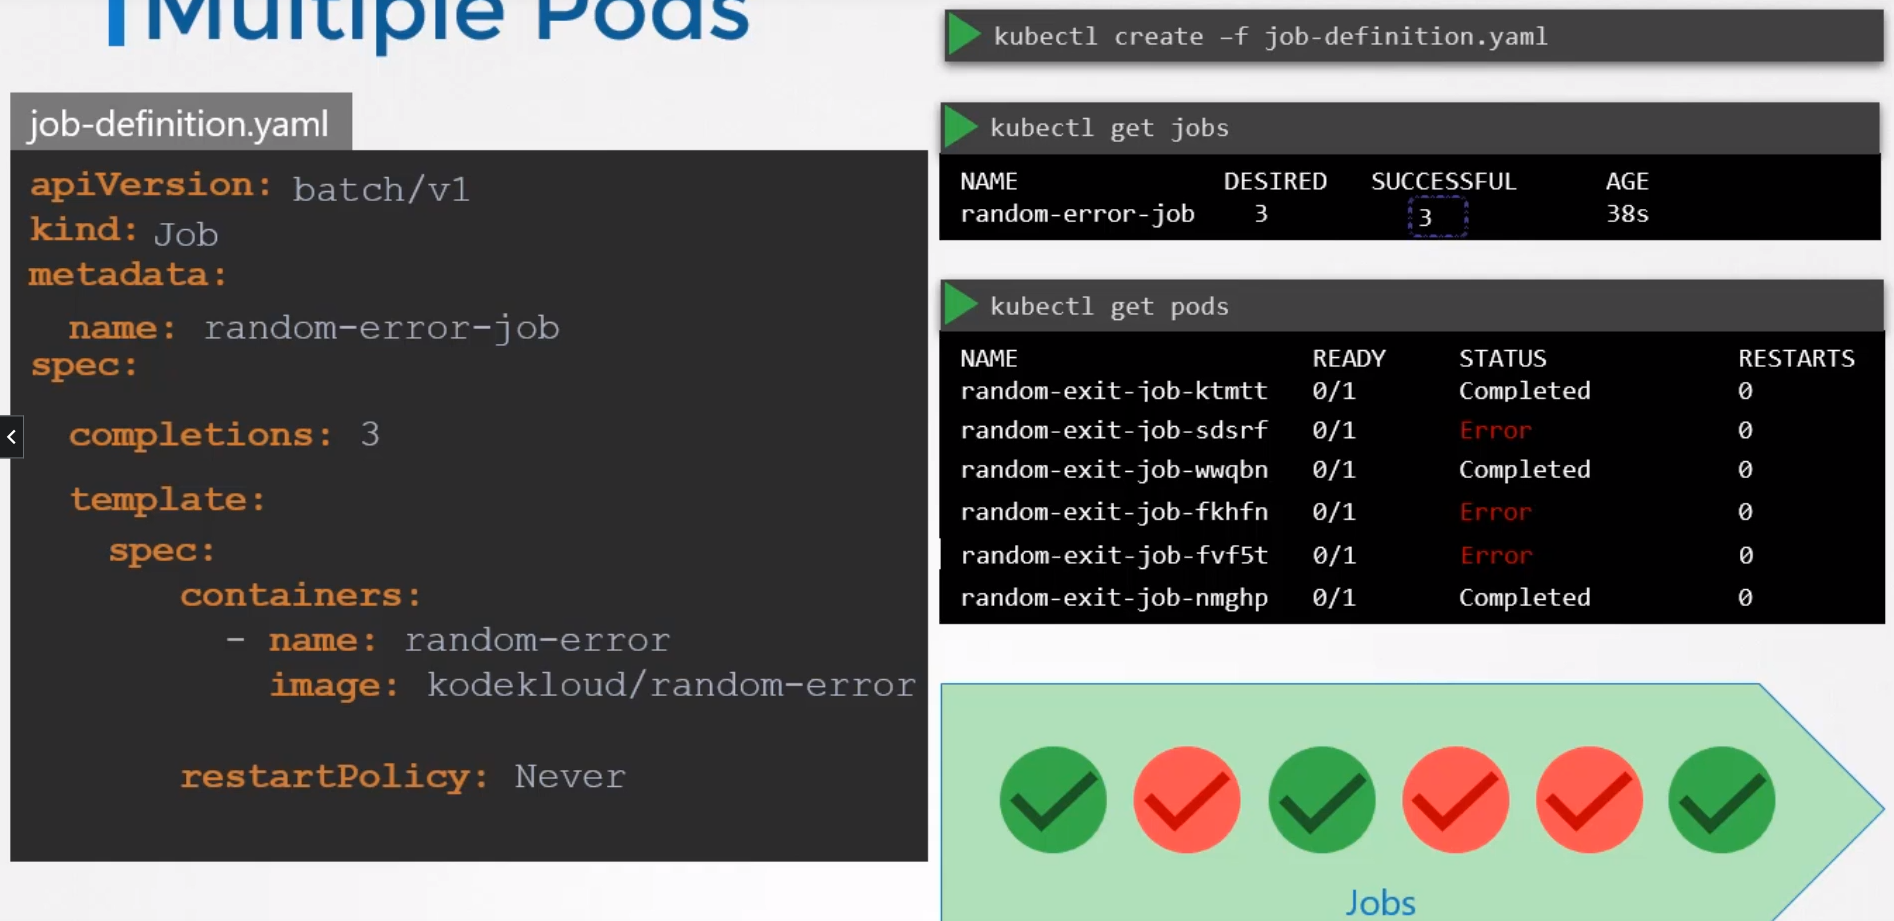 Multiple Pods
job-definition.yaml
apiVersion: batch/v1
kind: Job
metadata:
name: random-error-job
spec:
completions: 3
template:
spec:
containers:
- name: random-error
image: kodekloud/random-error
restartPolicy: Never
kubectl create –f job-definition.yaml
kubectl get jobs
NAME DESIRED SUCCESSFUL AGE
random-error-job 3 3 38s
kubectl get pods
NAME READY STATUS RESTARTS
random-exit-job-ktmtt 0/1 Completed 0
random-exit-job-sdsrf 0/1 Error 0
random-exit-job-wwqbn 0/1 Completed 0
random-exit-job-fkhfn 0/1 Error 0
random-exit-job-fvf5t 0/1 Error 0
random-exit-job-nmghp 0/1 Completed 0
Jobs